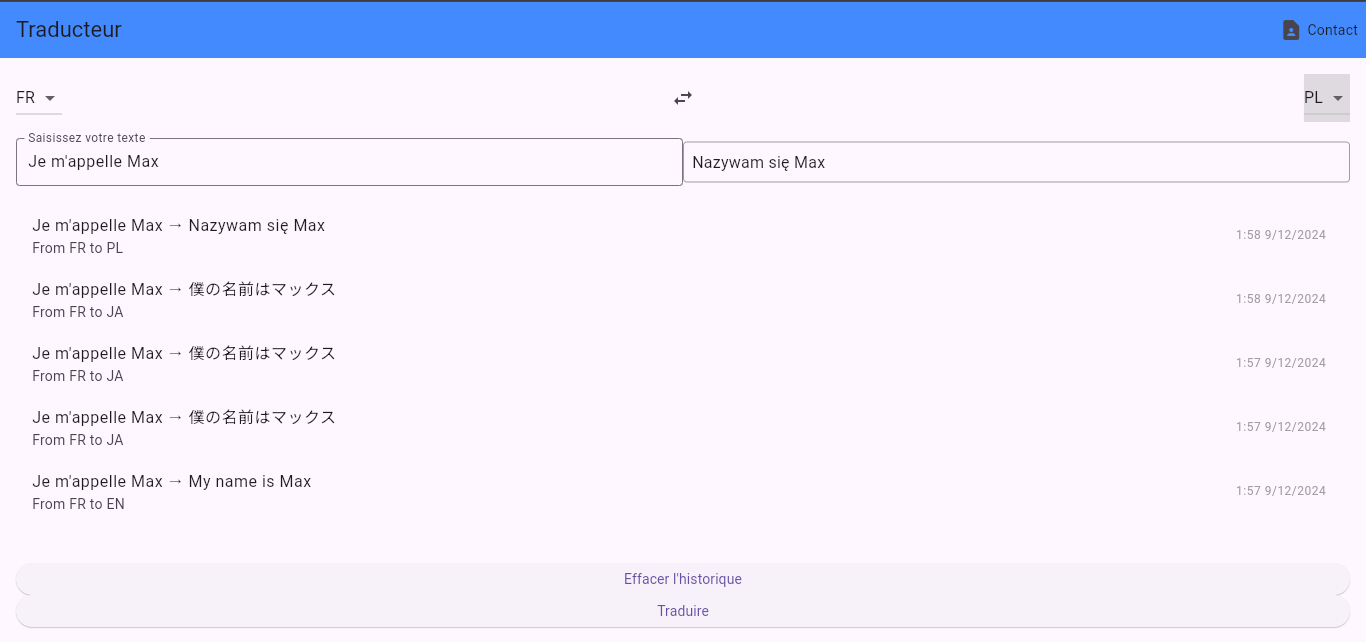 Traducteur
Contact
FR
PL
Saisissez votre texte
Je m'appelle Max
Nazywam się Max
Je m'appelle Max → Nazywam się Max
From FR to PL
1:58 9/12/2024
Je m'appelle Max → 僕の名前はマックス
From FR to JA
1:58 9/12/2024
Je m'appelle Max → 僕の名前はマックス
From FR to JA
1:57 9/12/2024
Je m'appelle Max → 僕の名前はマックス
From FR to JA
1:57 9/12/2024
Je m'appelle Max → My name is Max
From FR to EN
1:57 9/12/2024
Effacer l'historique
Traduire